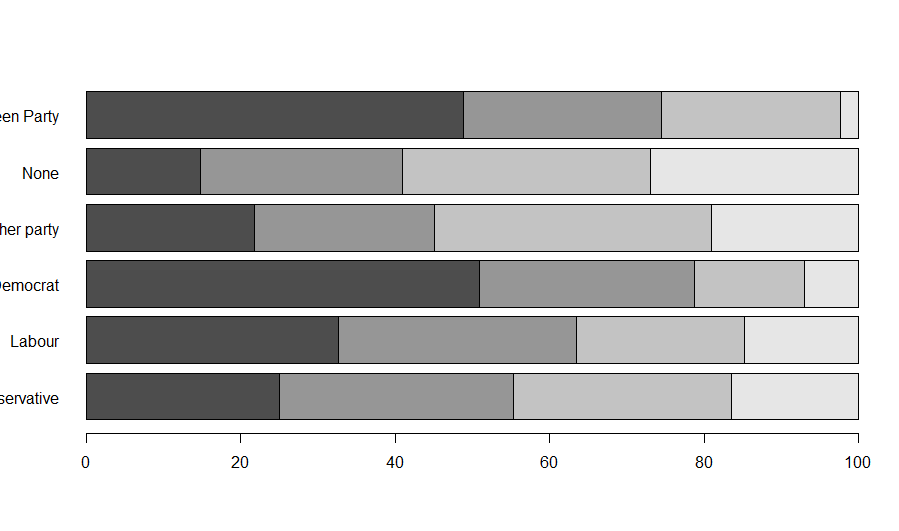 een Party
None
her party
Democrat
Labour
servative
0 20 40 60 80 100